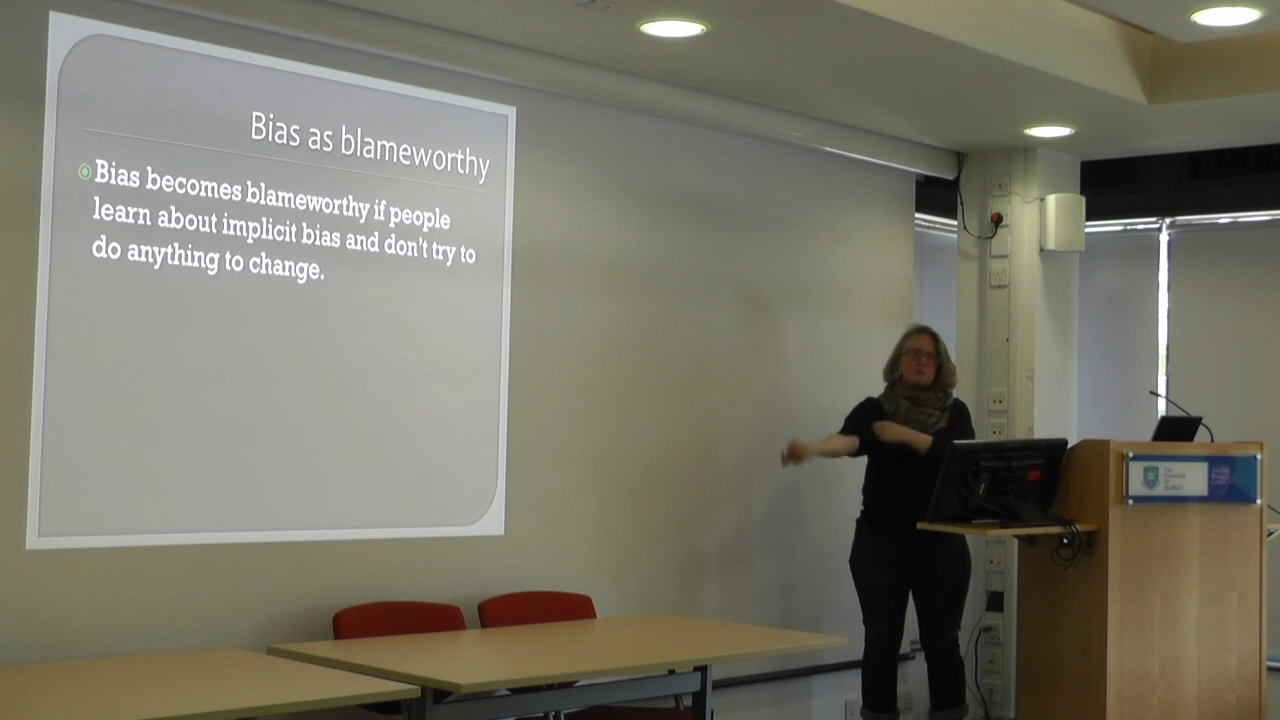 Bias as blameworthy
Bias becomes blameworthy if people
learn about implicit bias and don't try to
do anything to change.